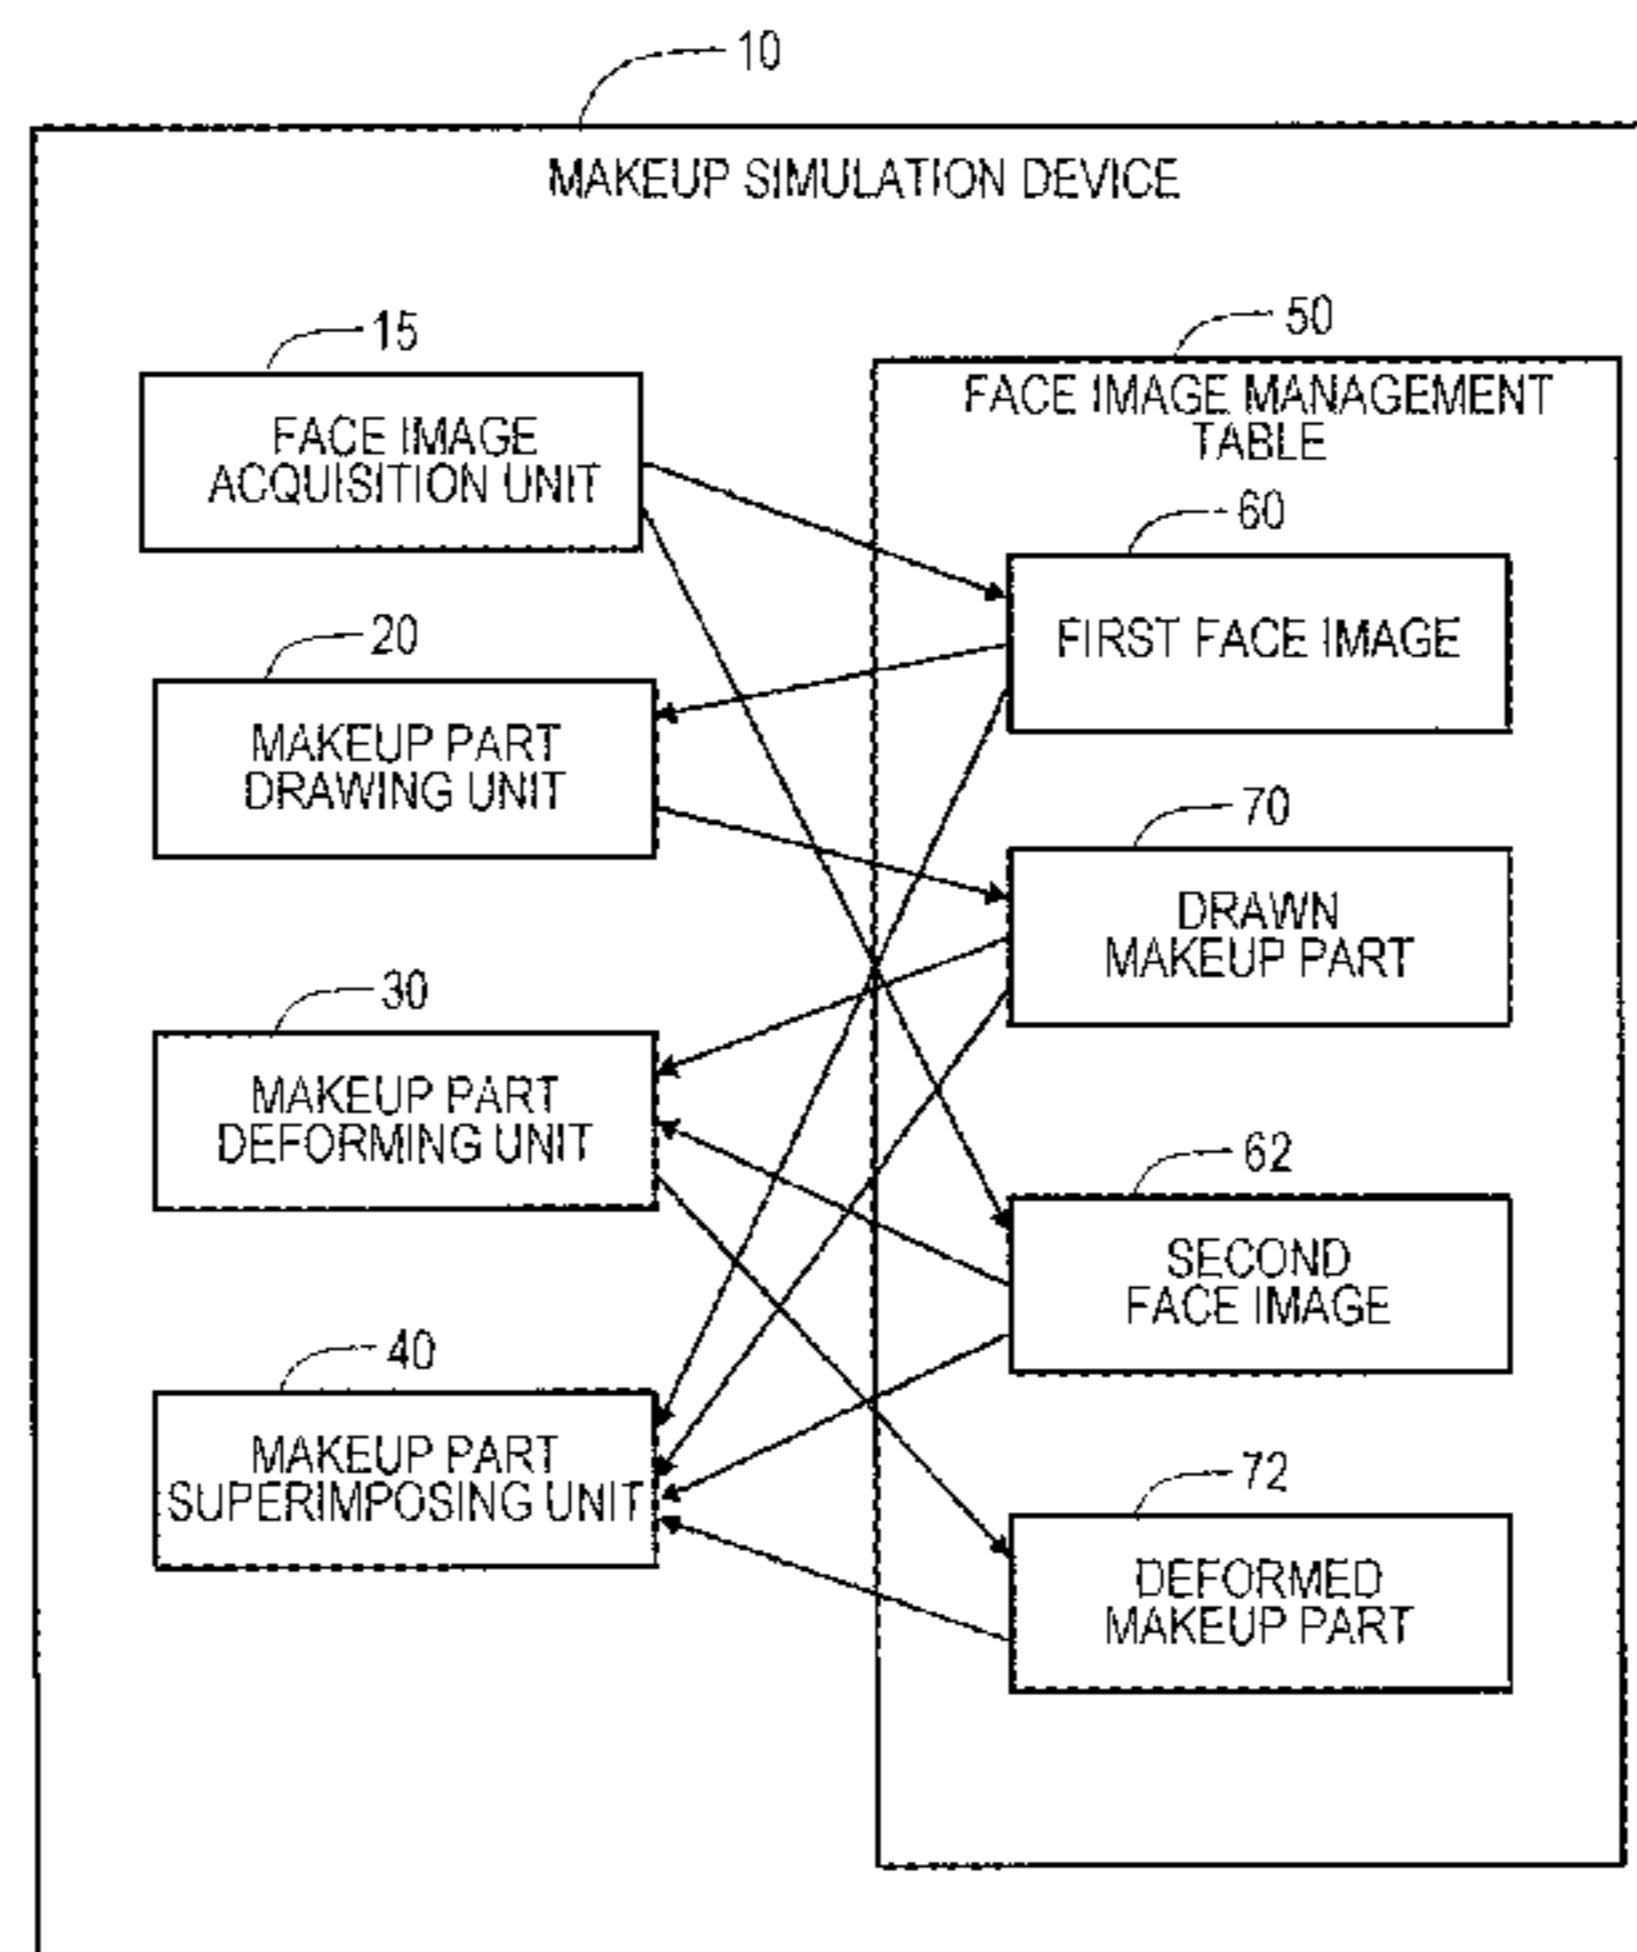 10
MAKEUP SIMULATION DEVICE
15
FACE IMAGE
ACQUISITION UNIT
20
MAKEUP PART
DRAWING UNIT
30
MAKEUP PART
DEFORMING UNIT
40
MAKEUP PART
SUPERIMPOSING UNIT
50
FACE IMAGE MANAGEMENT
TABLE
60
FIRST FACE IMAGE
70
DRAWN
MAKEUP PART
62
SECOND
FACE IMAGE
72
DEFORMED
MAKEUP PART